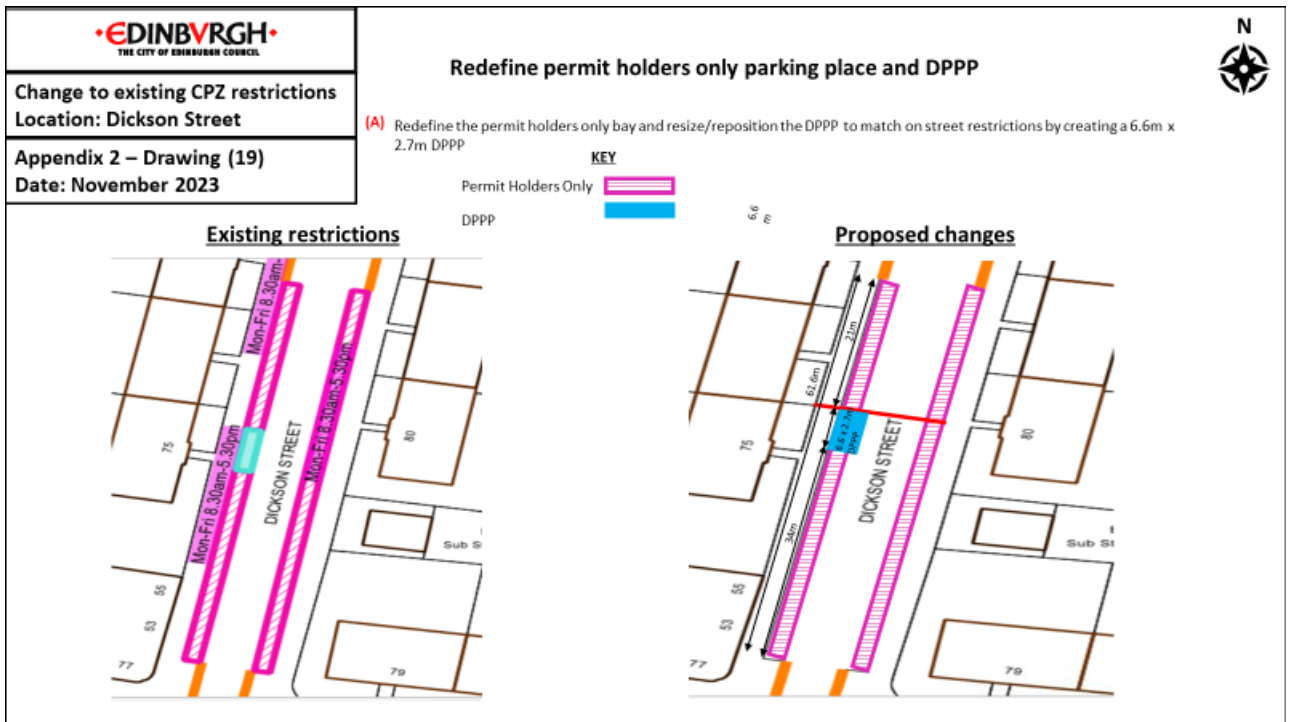 EDINBVRGH
THE CITY OF EDINBURGH COUNCIL
Change to existing CPZ restrictions
Location: Dickson Street
Appendix 2 – Drawing (19)
Date: November 2023
Redefine permit holders only parking place and DPPP
N
(A) Redefine the permit holders only bay and resize/reposition the DPPP to match on street restrictions by creating a 6.6m x
2.7m DPPP
KEY
Permit Holders Only
DPPP
6.6
m
Existing restrictions
Mon-Fri 8.30am-
Mon-Fri 8.30am-5.30pm
Mon-Fri 8.30am-5.30pm
DICKSON STREET
75
80
Sub S
55
53
77
79
Proposed changes
21m
61.6m
6.6 x 2.7m
DPPP
34m
DICKSON STREET
75
80
Sub St
55
53
77
79